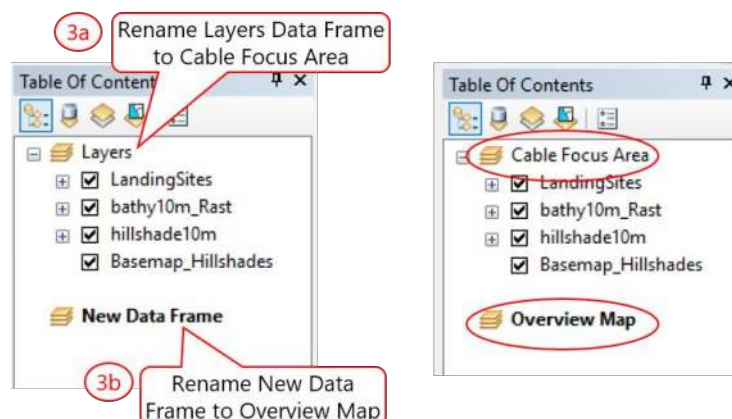 3a
Rename Layers Data Frame
to Cable Focus Area
Table Of Content
Layers
LandingSites
bathy10m_Rast
hillshade10m
Basemap_Hillshades
New Data Frame
3b
Rename New Data
Frame to Overview Map
Table Of Contents
Cable Focus Area
LandingSites
bathy10m_Rast
hillshade10m
Basemap_Hillshades
Overview Map